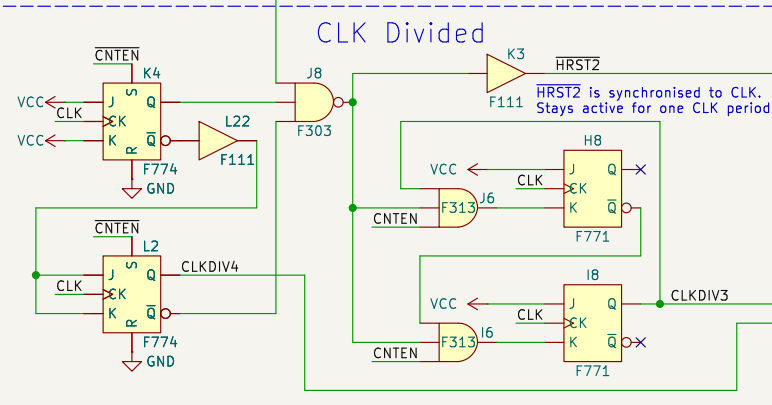 CLK Divided
CNTEN
K4
VCC
CLK
VCC
J
CK
K
S
R
Q
Q
F774
GND
L22
F111
J8
F303
K3
F111
HRST2
HRST2 is synchronised to CLK.
Stays active for one CLK period
CNTEN
L2
CLK
J
CK
K
S
R
Q
Q
F774
GND
CLKDIV4
H8
VCC
CLK
J
CK
K
Q
Q
F771
F313
J6
CNTEN
I8
VCC
CLK
J
CK
K
Q
Q
F771
F313
I6
CNTEN
CLKDIV3